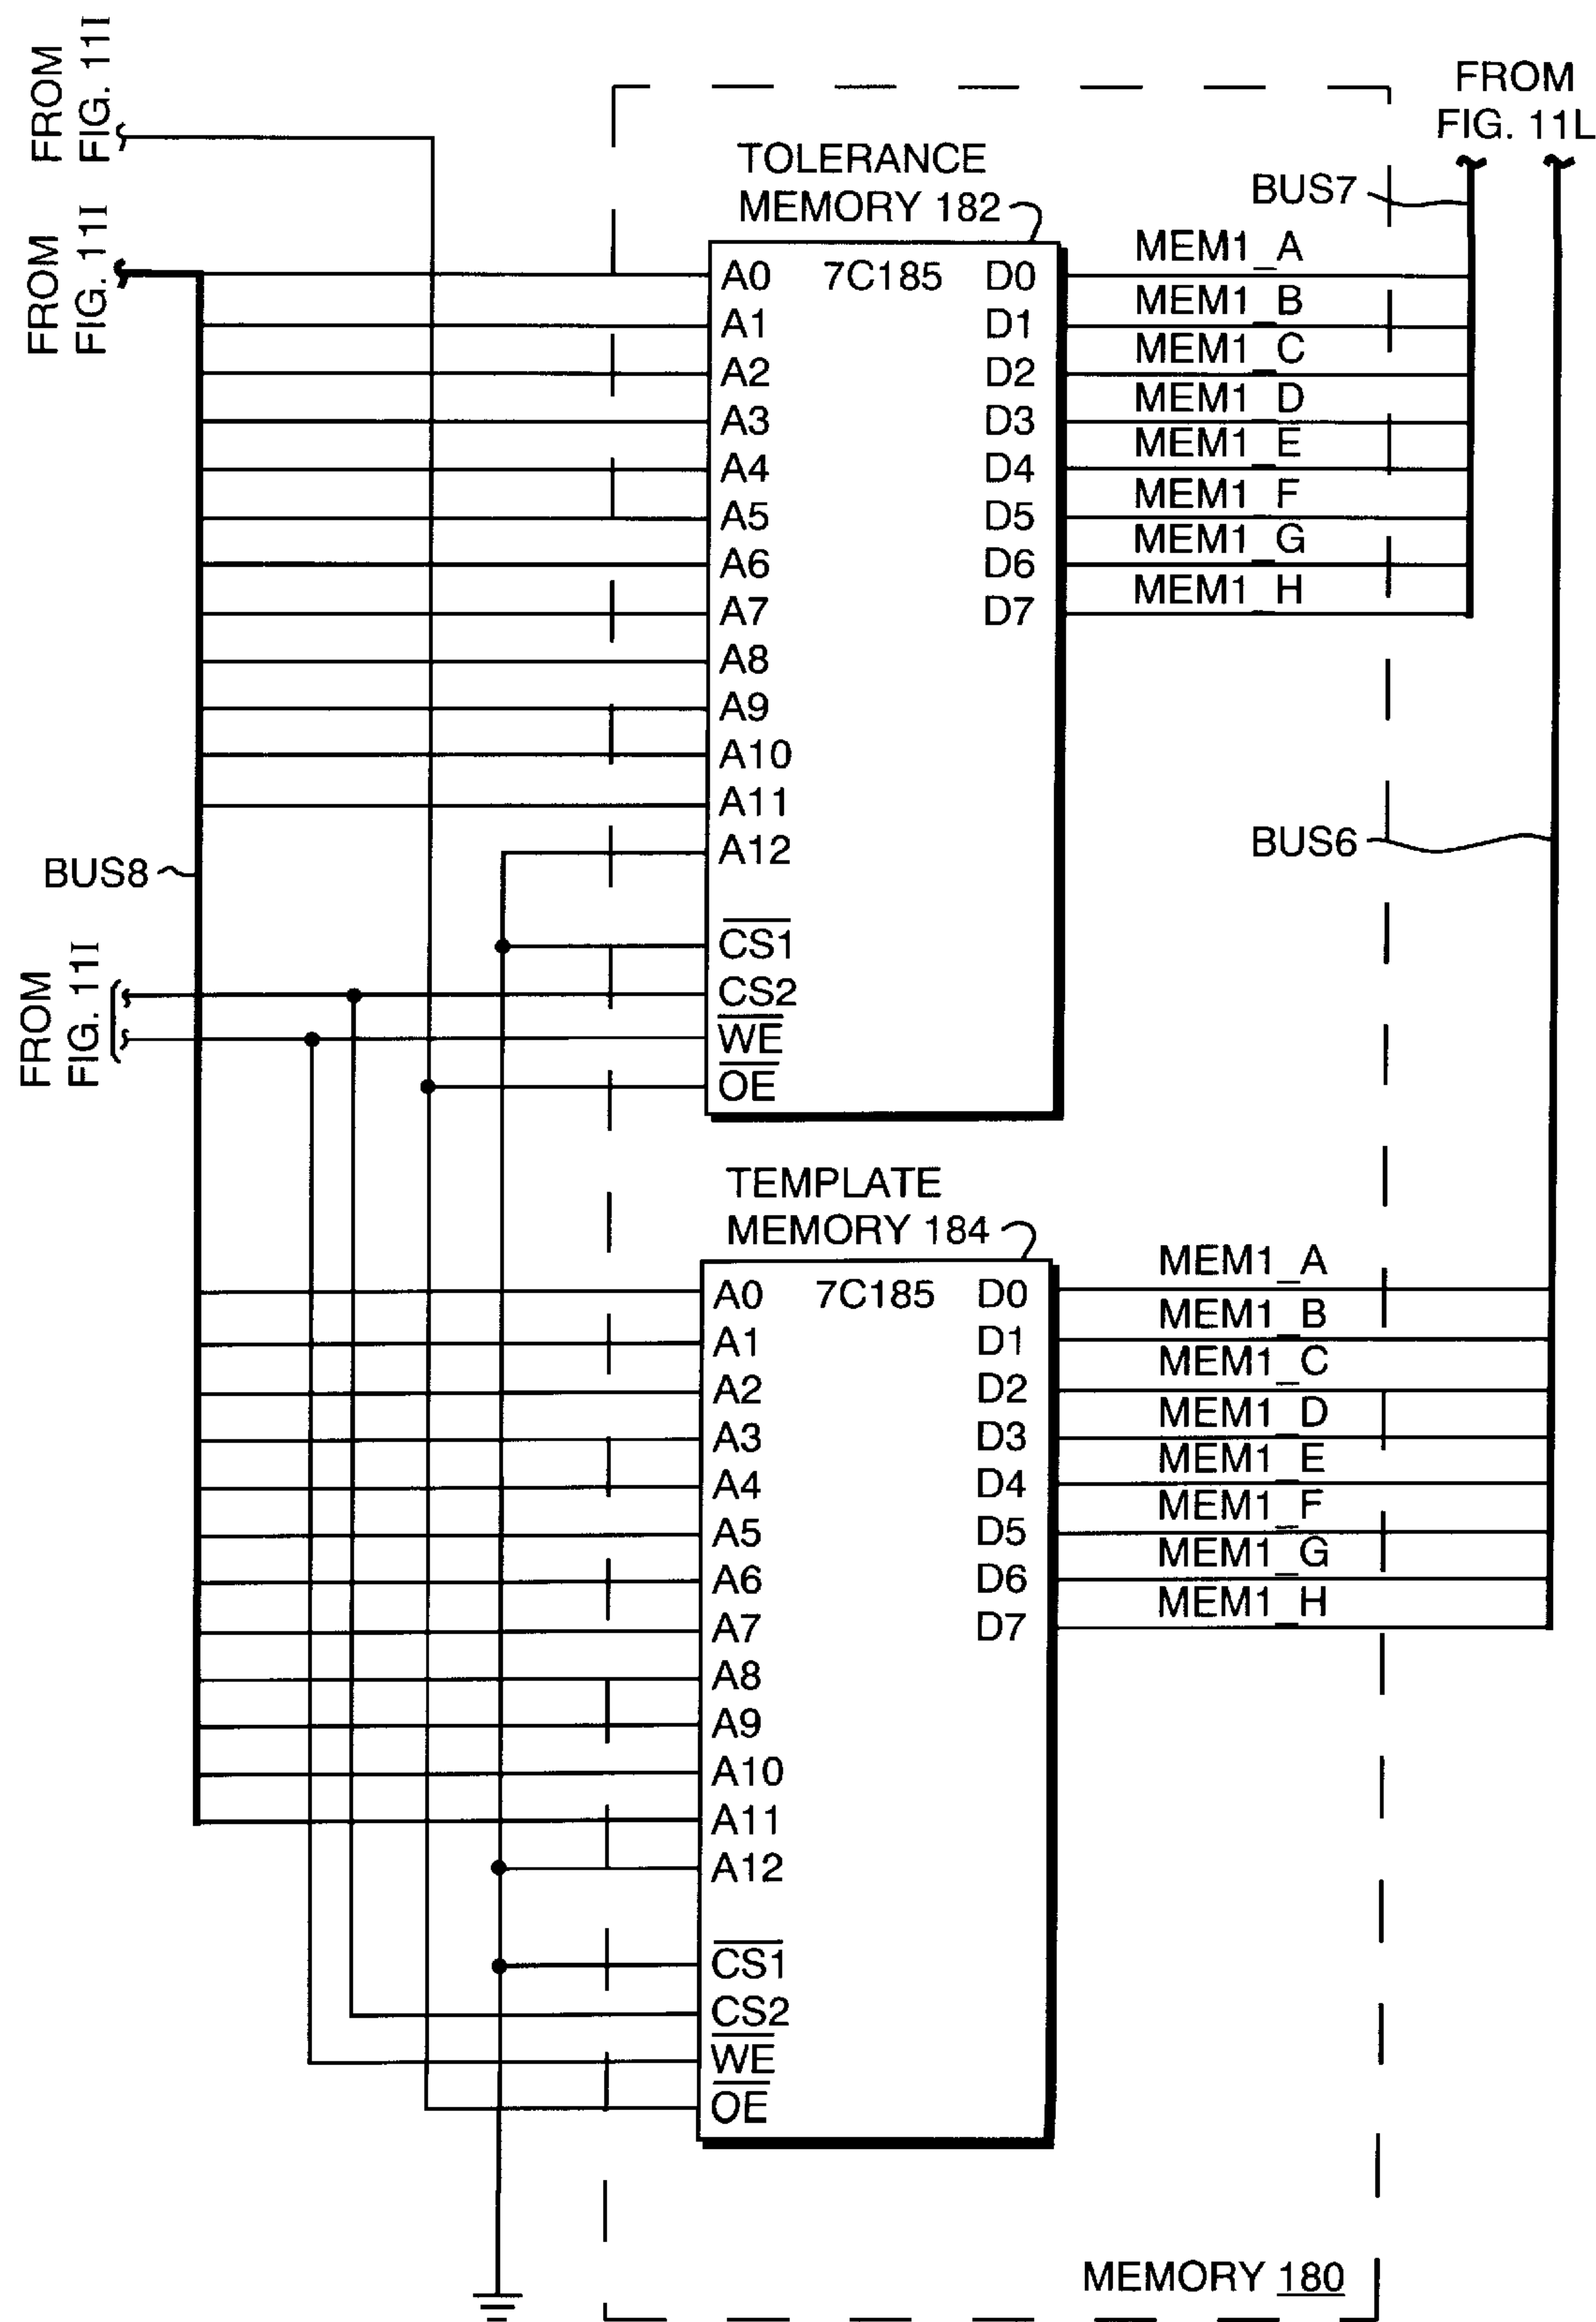 FROM
FIG. 11I
FROM
FIG. 11L
TOLERANCE
MEMORY 182
BUS7
FROM
FIG. 11I
7C185
A0
A1
A2
A3
A4
A5
A6
A7
A8
A9
A10
A11
A12
CS1
CS2
WE
OE
D0
D1
D2
D3
D4
D5
D6
D7
MEM1_A
MEM1_B
MEM1_C
MEM1_D
MEM1_E
MEM1_F
MEM1_G
MEM1_H
BUS8
BUS6
FROM
FIG. 11I
TEMPLATE
MEMORY 184
7C185
A0
A1
A2
A3
A4
A5
A6
A7
A8
A9
A10
A11
A12
CS1
CS2
WE
OE
D0
D1
D2
D3
D4
D5
D6
D7
MEM1_A
MEM1_B
MEM1_C
MEM1_D
MEM1_E
MEM1_F
MEM1_G
MEM1_H
MEMORY 180